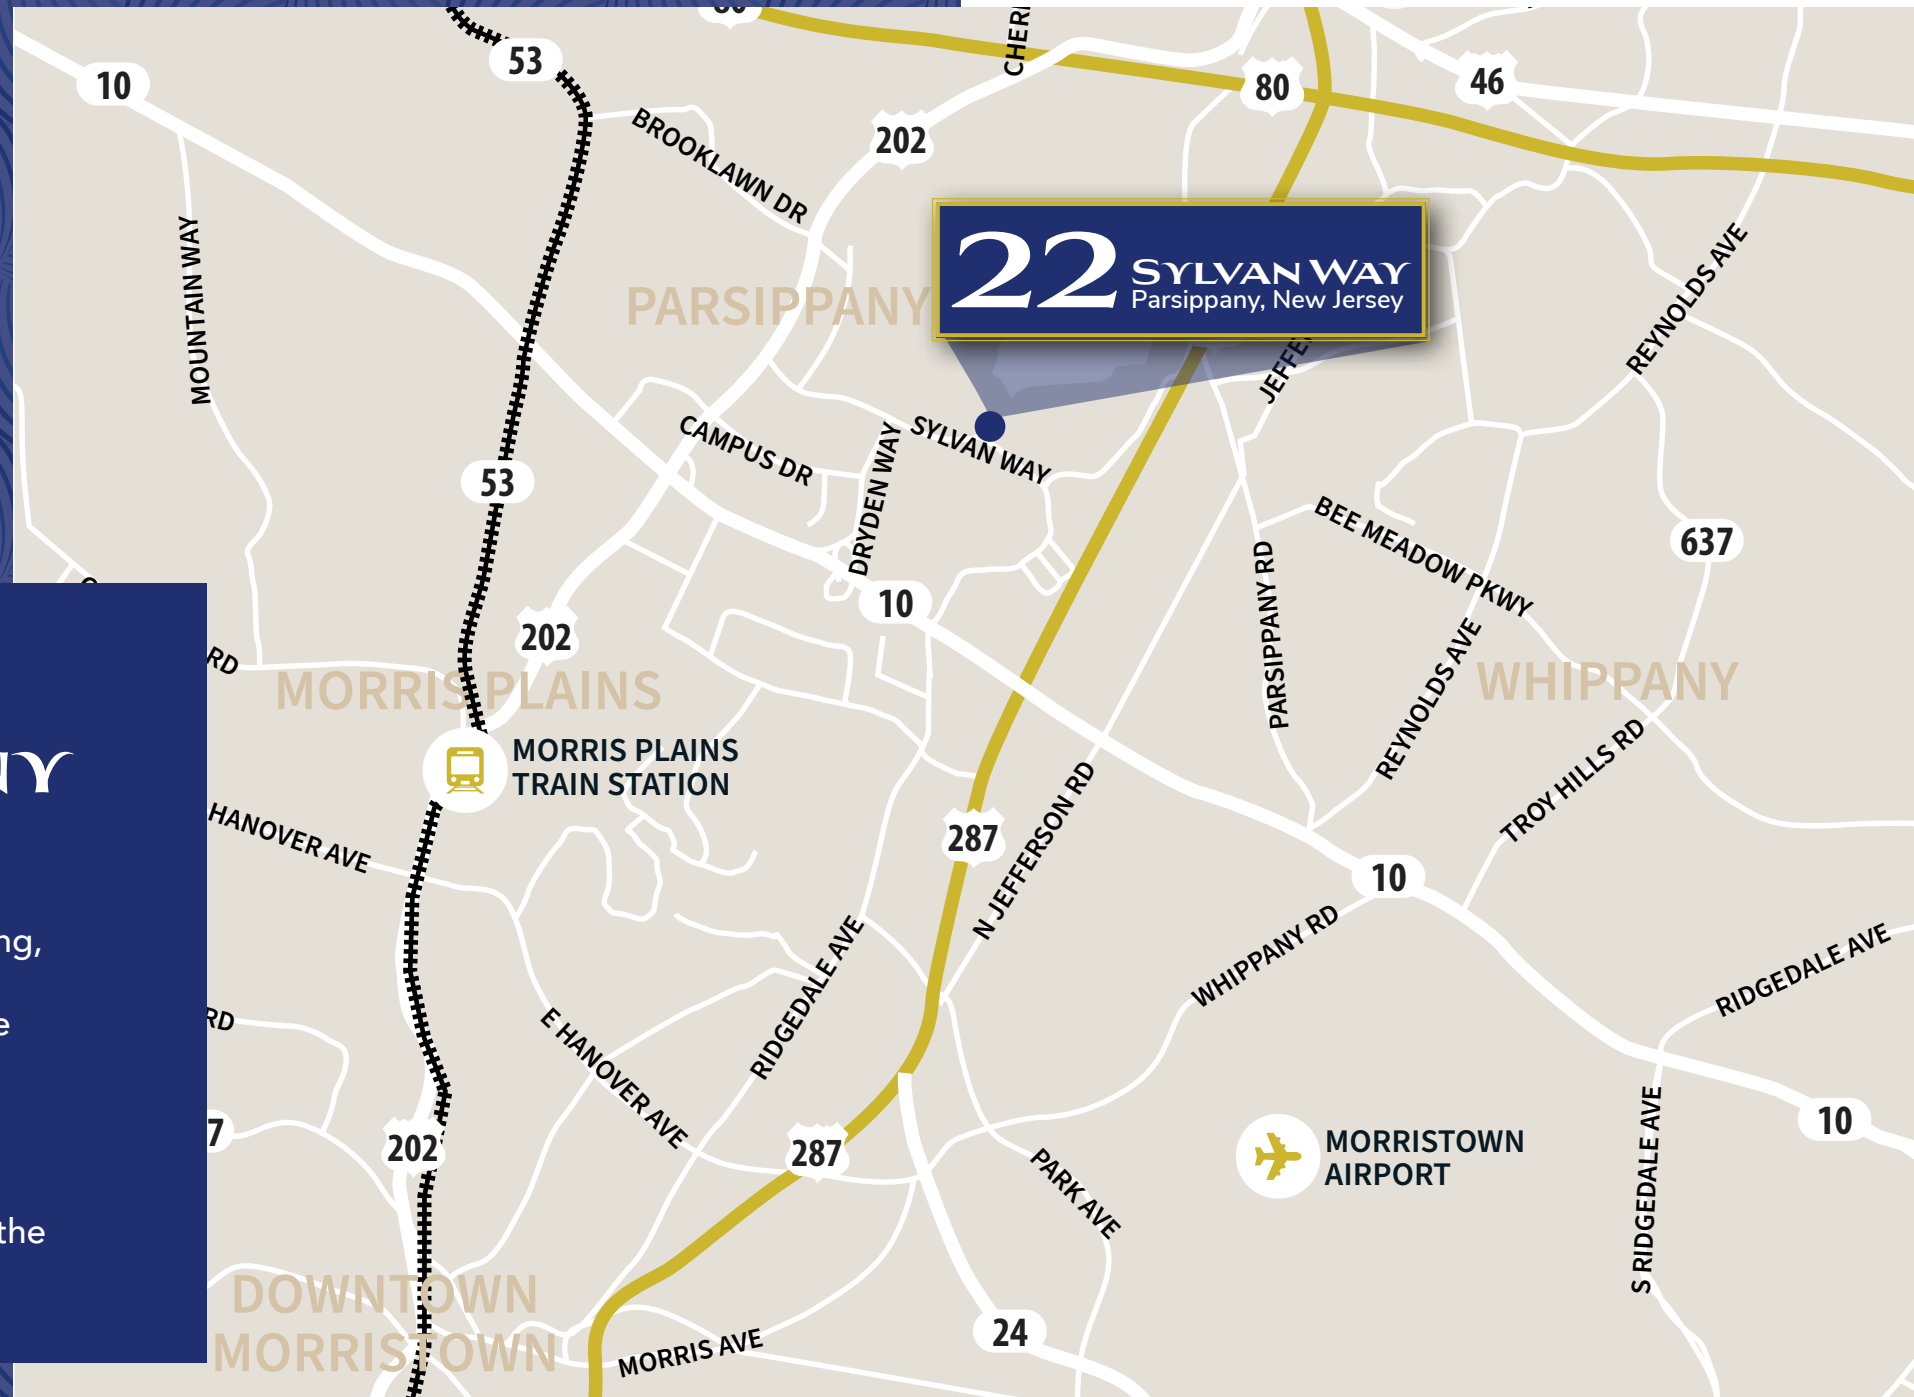 80
53
10
CHERI
80
46
202
BROOKLAWN DR
MOUNTAIN WAY
22 SYLVAN WAY
Parsippany, New Jersey
PARSIPPANY
REYNOLDS AVE
JEFFE
CAMPUS DR
DRYDEN WAY
SYLVAN WAY
53
BEE MEADOW PKWY
637
PARSIPPANY RD
10
202
RD
REYNOLDS AVE
MORRIS PLAINS
WHIPPANY
MORRIS PLAINS
TRAIN STATION
NY
TROY HILLS RD
HANOVER AVE
287
N JEFFERSON RD
10
ng,
WHIPPANY RD
RIDGEDALE AVE
RIDGEDALE AVE
RD
e
E HANOVER AVE
7
202
287
MORRISTOWN
AIRPORT
10
PARK AVE
S RIDGEDALE AVE
the
DOWNTOWN
MORRISTOWN
MORRIS AVE
24